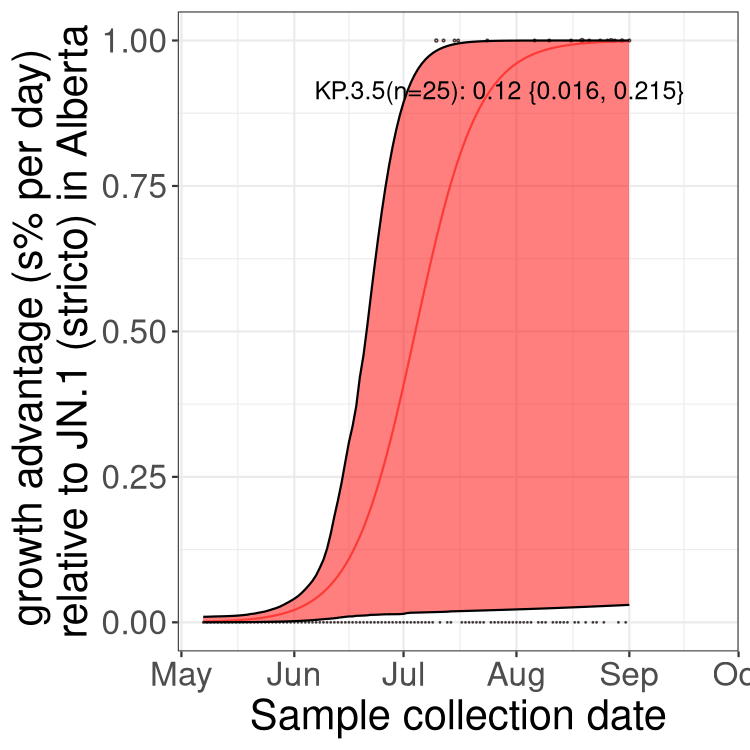 growth advantage (s% per day)
relative to JN.1 (stricto) in Alberta
1.00
0.75
0.50
0.25
0.00
KP.3.5(n=25): 0.12 {0.016, 0.215}
May Jun Jul Aug Sep Oc
Sample collection date